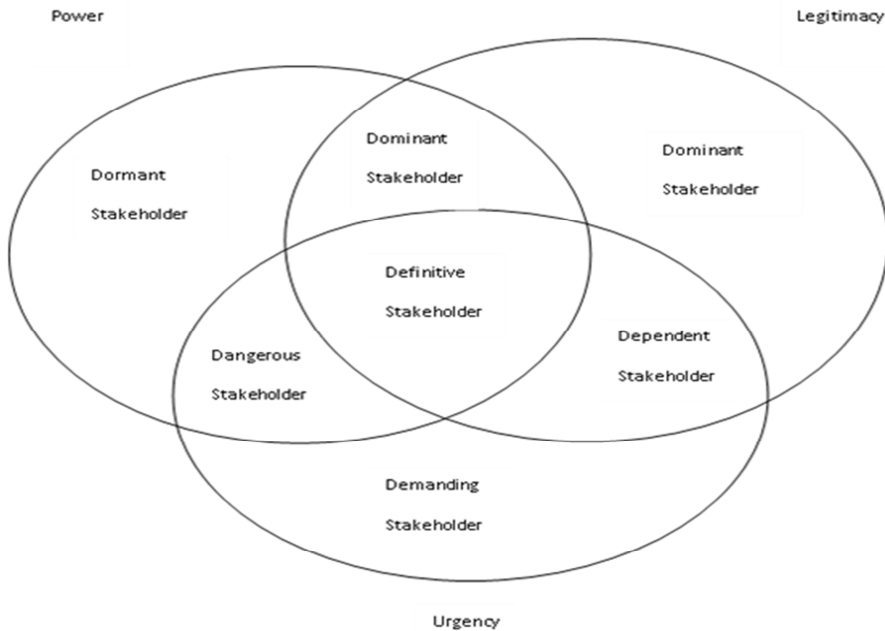 Power
Legitimacy
Dominant
Stakeholder
Dominant
Stakeholder
Dormant
Stakeholder
Definitive
Stakeholder
Dependent
Stakeholder
Dangerous
Stakeholder
Demanding
Stakeholder
Urgency